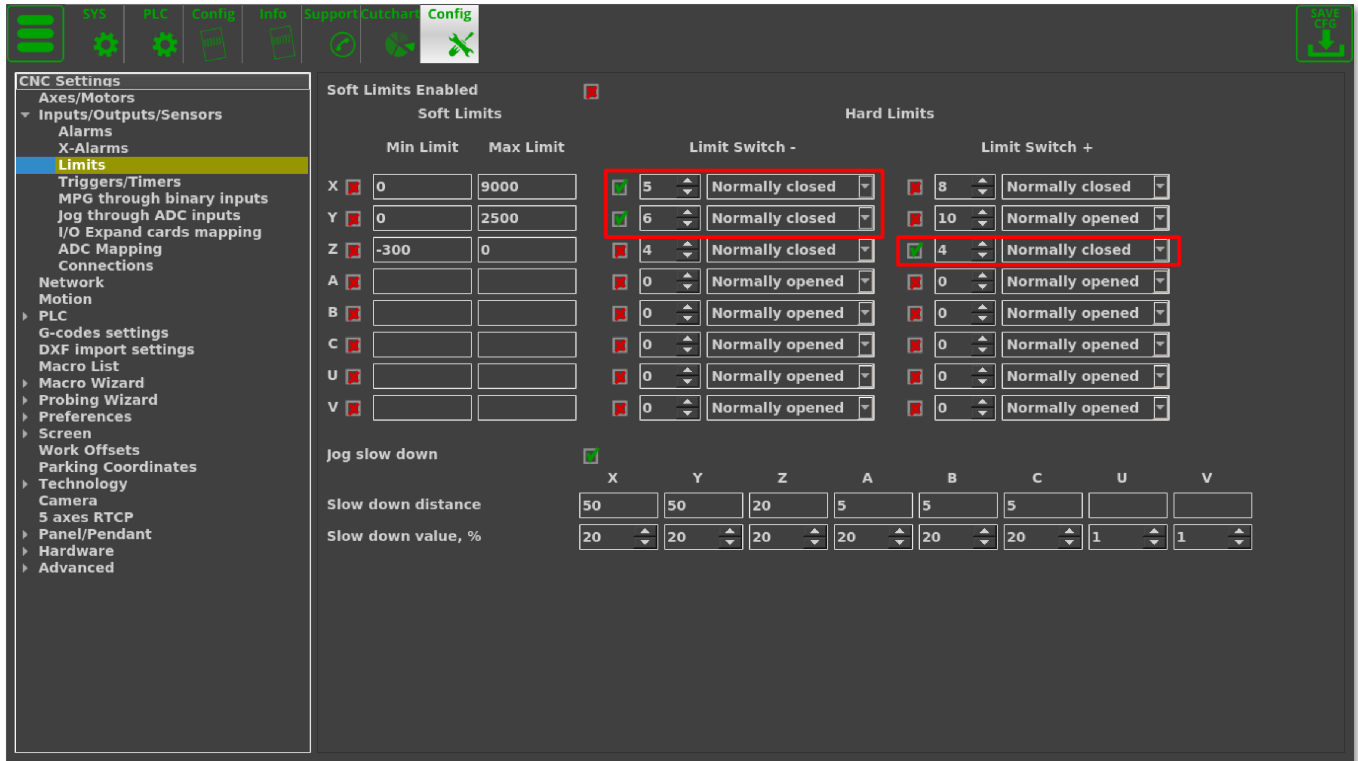 SYS PLC Config Info Support Cutchart Config SAVE CFG
CNC Settings
Axes/Motors
Inputs/Outputs/Sensors
Alarms
X-Alarms
Limits
Triggers/Timers
MPG through binary inputs
Jog through ADC inputs
I/O Expand cards mapping
ADC Mapping
Connections
Network
Motion
PLC
G-codes settings
DXF import settings
Macro List
Macro Wizard
Probing Wizard
Preferences
Screen
Work Offsets
Parking Coordinates
Technology
Camera
5 axes RTCP
Panel/Pendant
Hardware
Advanced
Soft Limits Enabled
Soft Limits Hard Limits
Min Limit Max Limit Limit Switch - Limit Switch +
X 0 9000 5 Normally closed 8 Normally closed
Y 0 2500 6 Normally closed 10 Normally opened
Z -300 0 4 Normally closed 4 Normally closed
A 0 Normally opened 0 Normally opened
B 0 Normally opened 0 Normally opened
C 0 Normally opened 0 Normally opened
U 0 Normally opened 0 Normally opened
V 0 Normally opened 0 Normally opened
Jog slow down
X Y Z A B C U V
Slow down distance 50 50 20 5 5 5
Slow down value, % 20 20 20 20 20 20 1 1